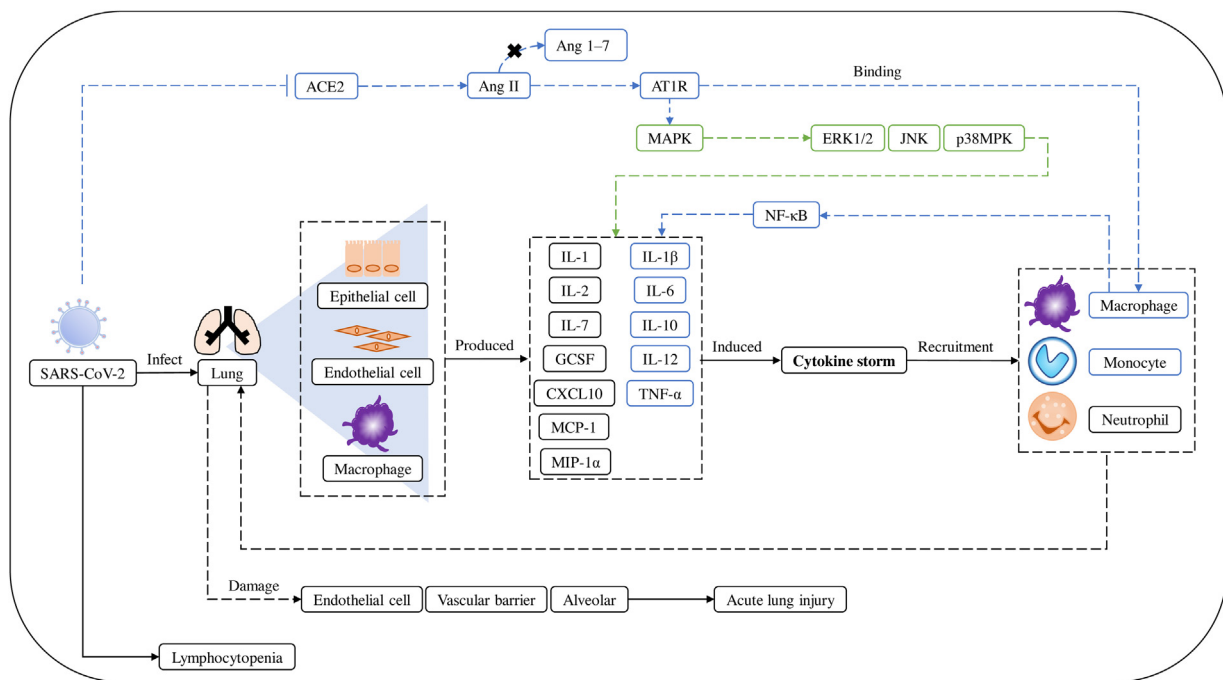 Ang 1–7
ACE2
Ang II
AT1R
Binding
MAPK
ERK1/2
JNK
p38MPK
NF-κB
IL-1
IL-1β
Epithelial cell
IL-2
IL-6
Macrophage
IL-7
IL-10
SARS-CoV-2
Infect
Lung
Endothelial cell
Produced
GCSF
IL-12
Induced
Cytokine storm
Recruitment
Monocyte
CXCL10
TNF-α
MCP-1
Neutrophil
Macrophage
MIP-1α
Damage
Endothelial cell
Vascular barrier
Alveolar
Acute lung injury
Lymphocytopenia